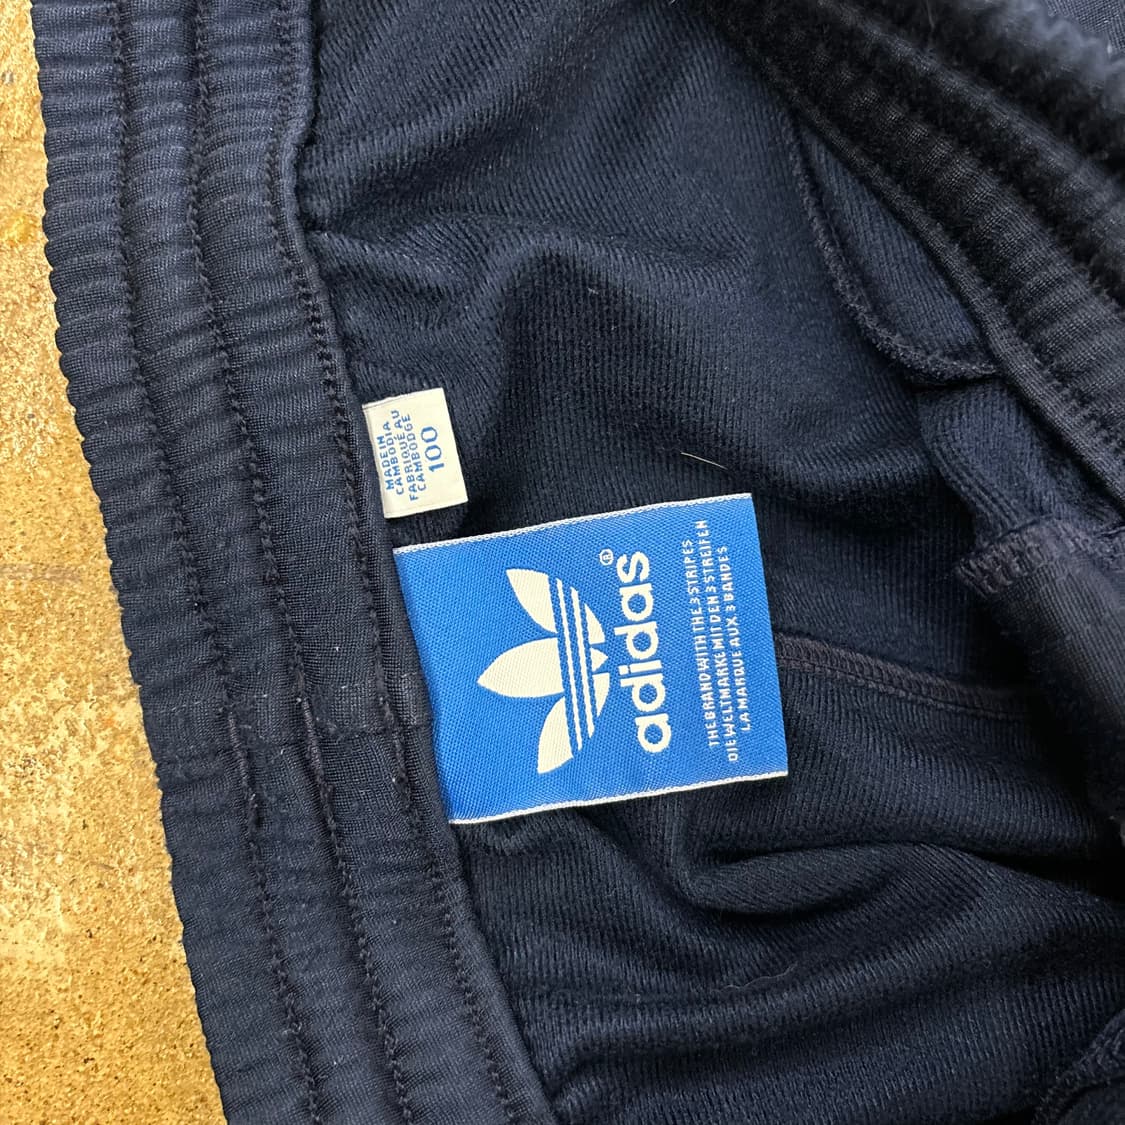 MADE IN
CAMBODIA
FABRIQUÉ AU
CAMBODGE
100
adidas®
THE BRAND WITH THE 3 STRIPES
DIE WELTMARKE MIT DEN 3 STREIFEN
LA MARQUE AUX 3 BANDES